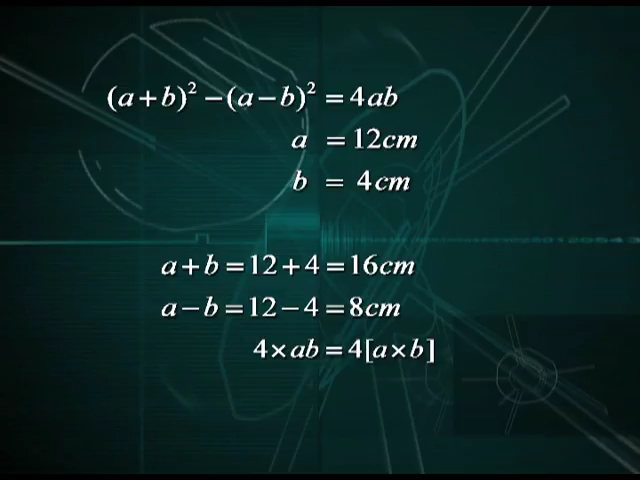 (a+b)² −(a−b)² = 4ab
a = 12cm
b = 4cm
a+b=12+4=16cm
a−b=12−4=8cm
4×ab=4[a×b]